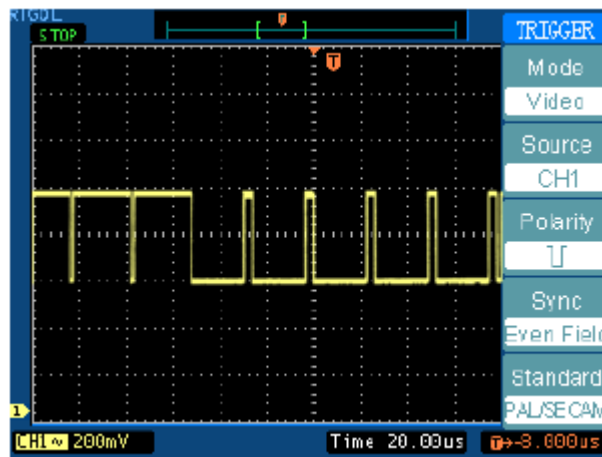 RIGOL
STOP
T
TRIGGER
Mode
Video
Source
CH1
Polarity
Sync
Even Field
Standard
PAL/SECAM
1
CH1 ~ 200mV
Time 20.00us
T→-8.000us